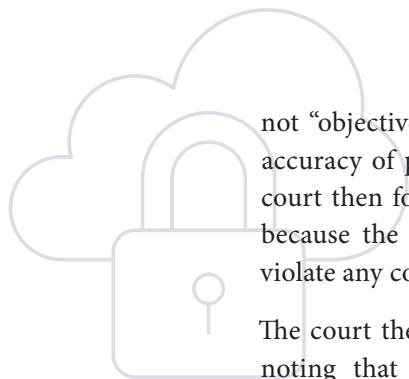 not “objectiv
accuracy of
court then fo
because the
violate any co
The court the
noting that